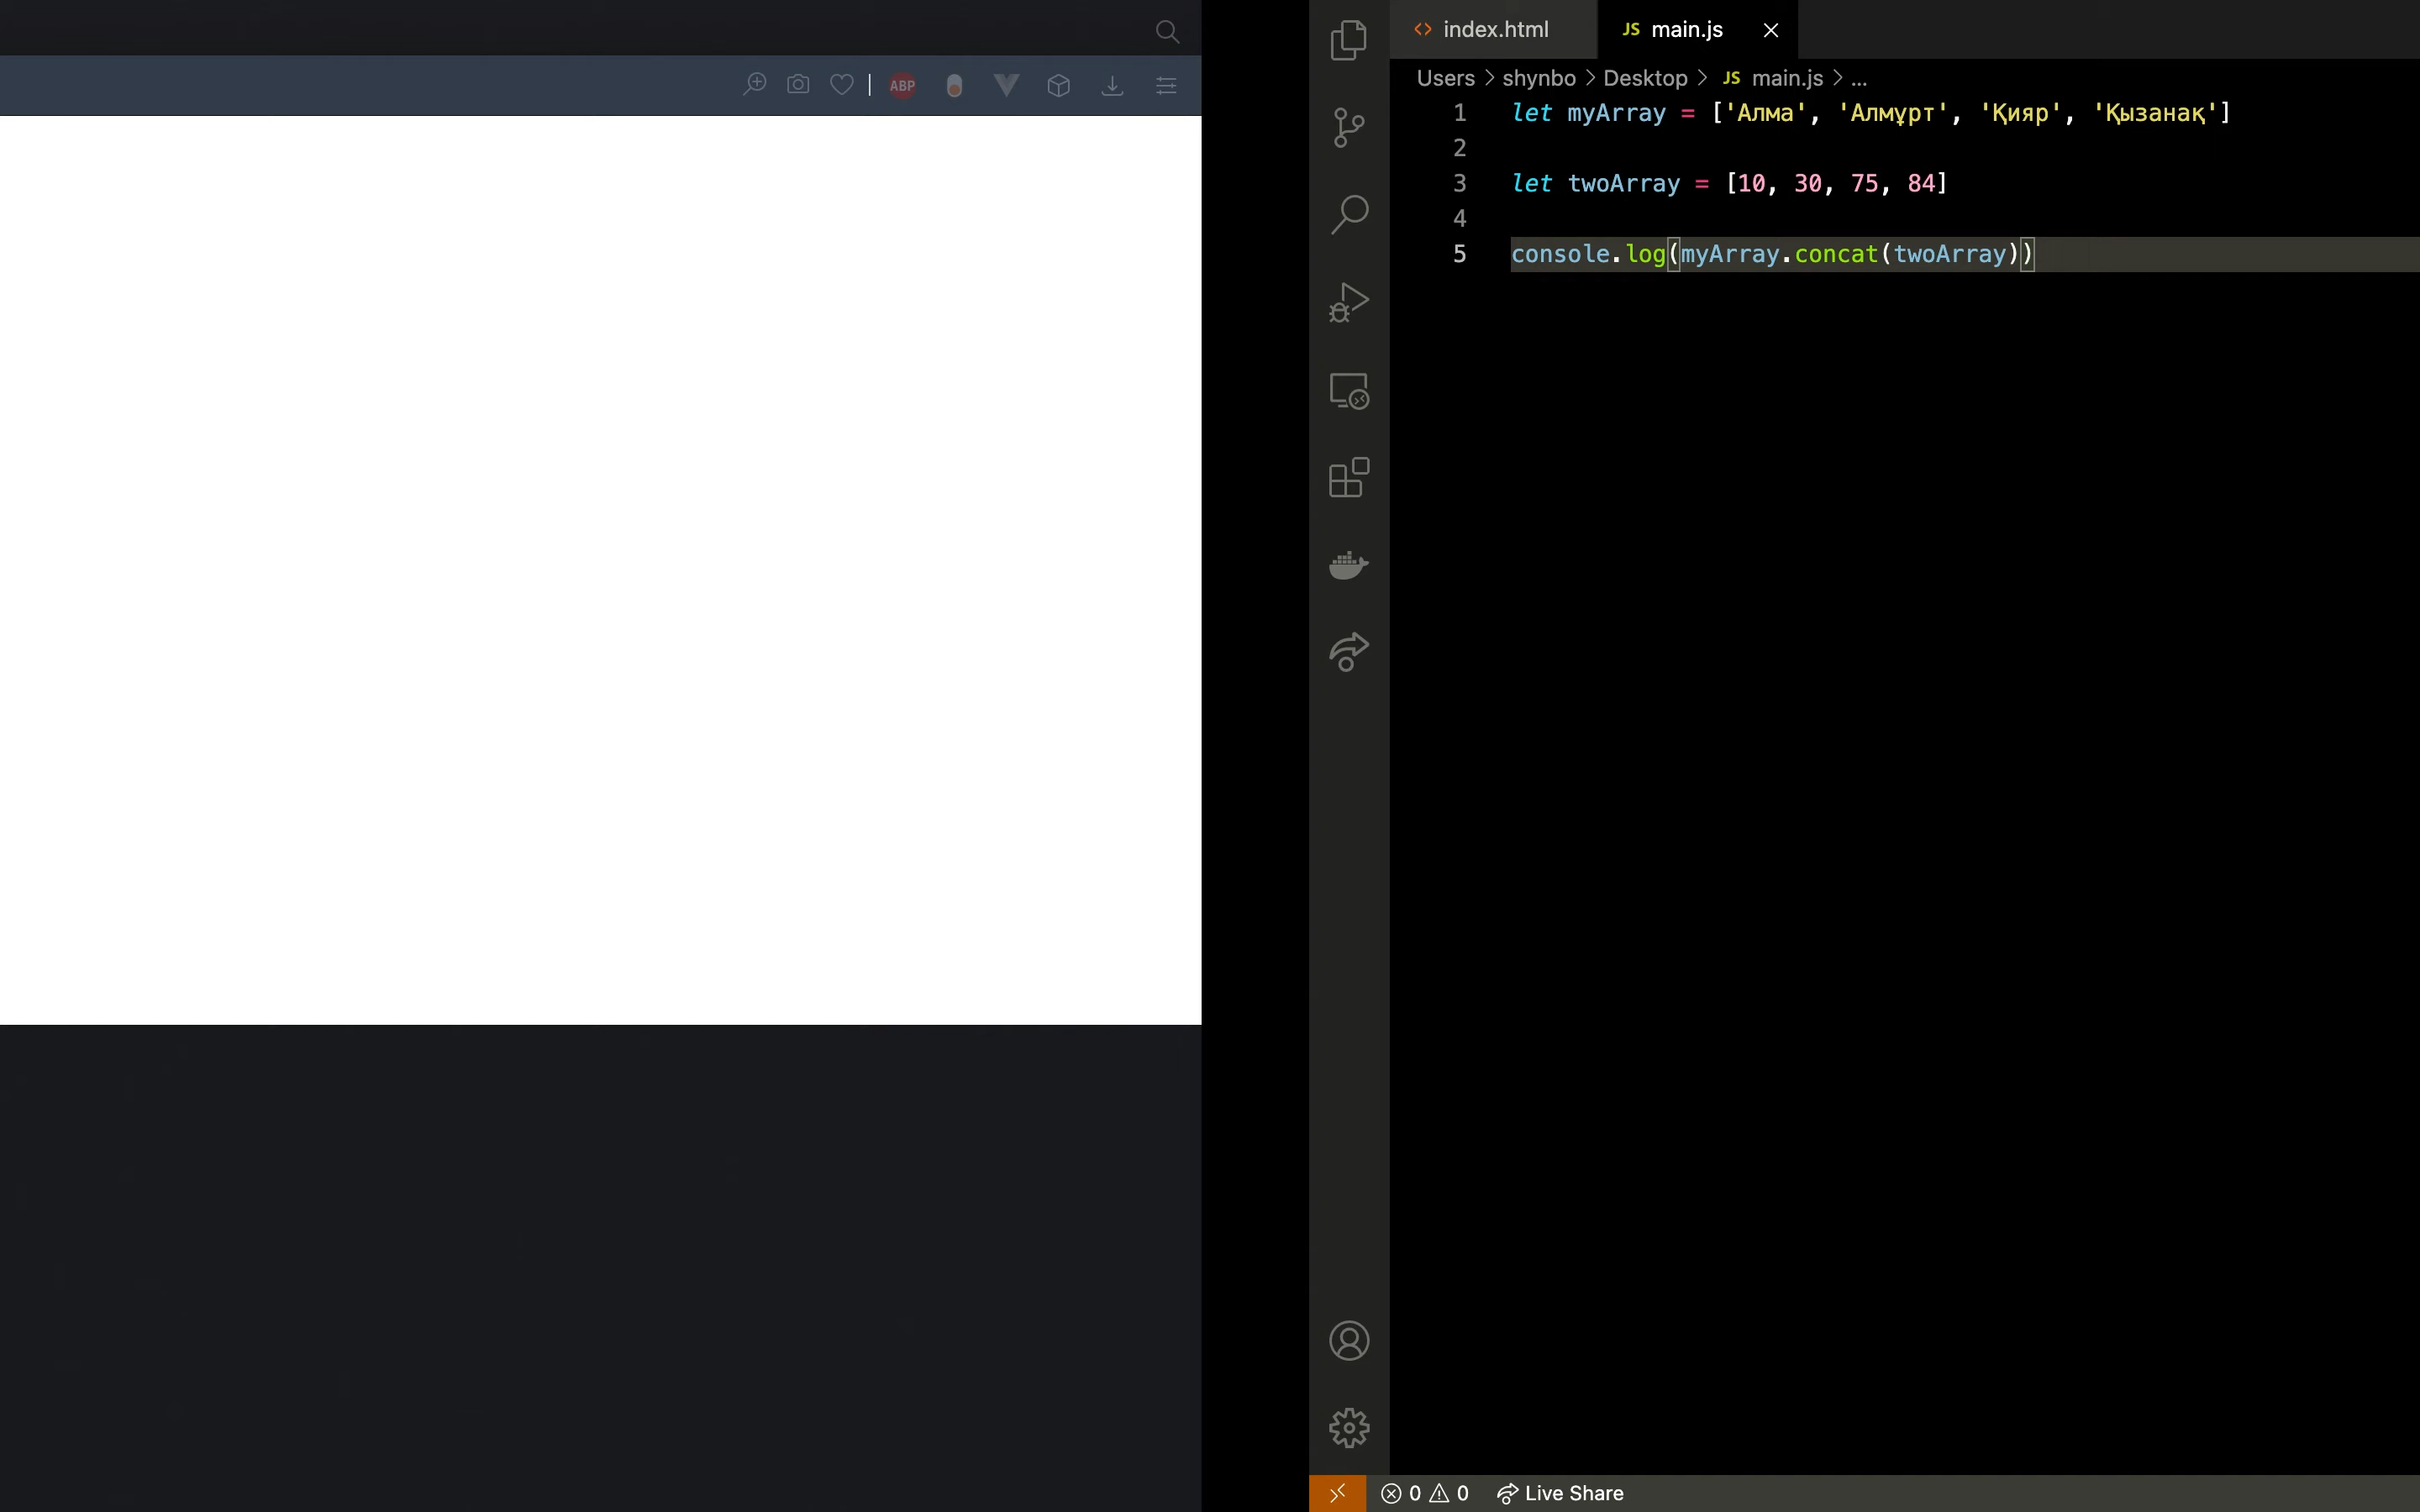 ABP
index.html
JS main.js
Users > shynbo > Desktop > JS main.js > ...
1 let myArray = ['Алма', 'Алмұрт', 'Қияр', 'Қызанақ']
2
3 let twoArray = [10, 30, 75, 84]
4
5 console.log(myArray.concat(twoArray))
0 0 Live Share